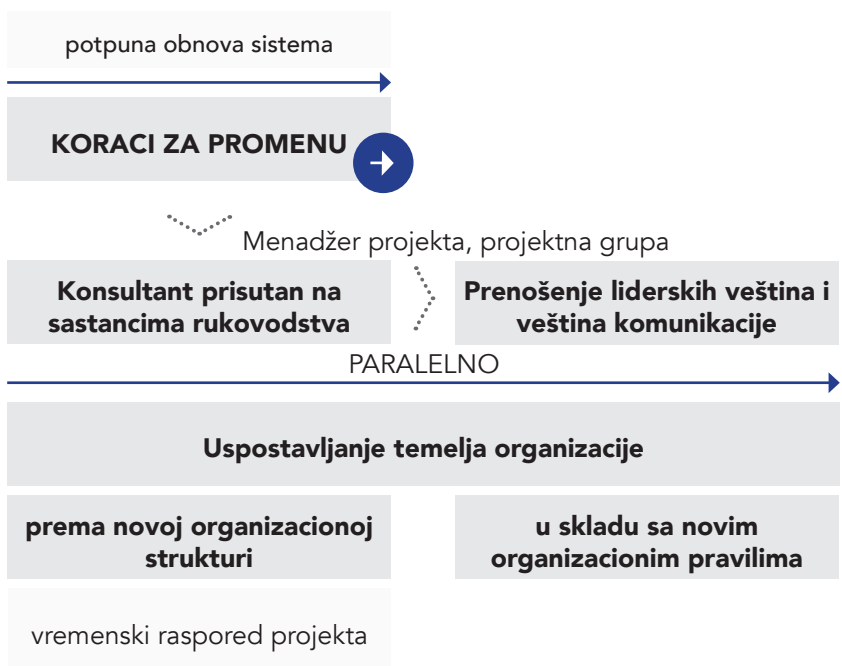 potpuna obnova sistema
KORACI ZA PROMENU
Menadžer projekta, projektna grupa
Konsultant prisutan na
sastancima rukovodstva
Prenošenje liderskih veština i
veština komunikacije
PARALELNO
Uspostavljanje temelja organizacije
prema novoj organizacionoj
strukturi
u skladu sa novim
organizacionim pravilima
vremenski raspored projekta